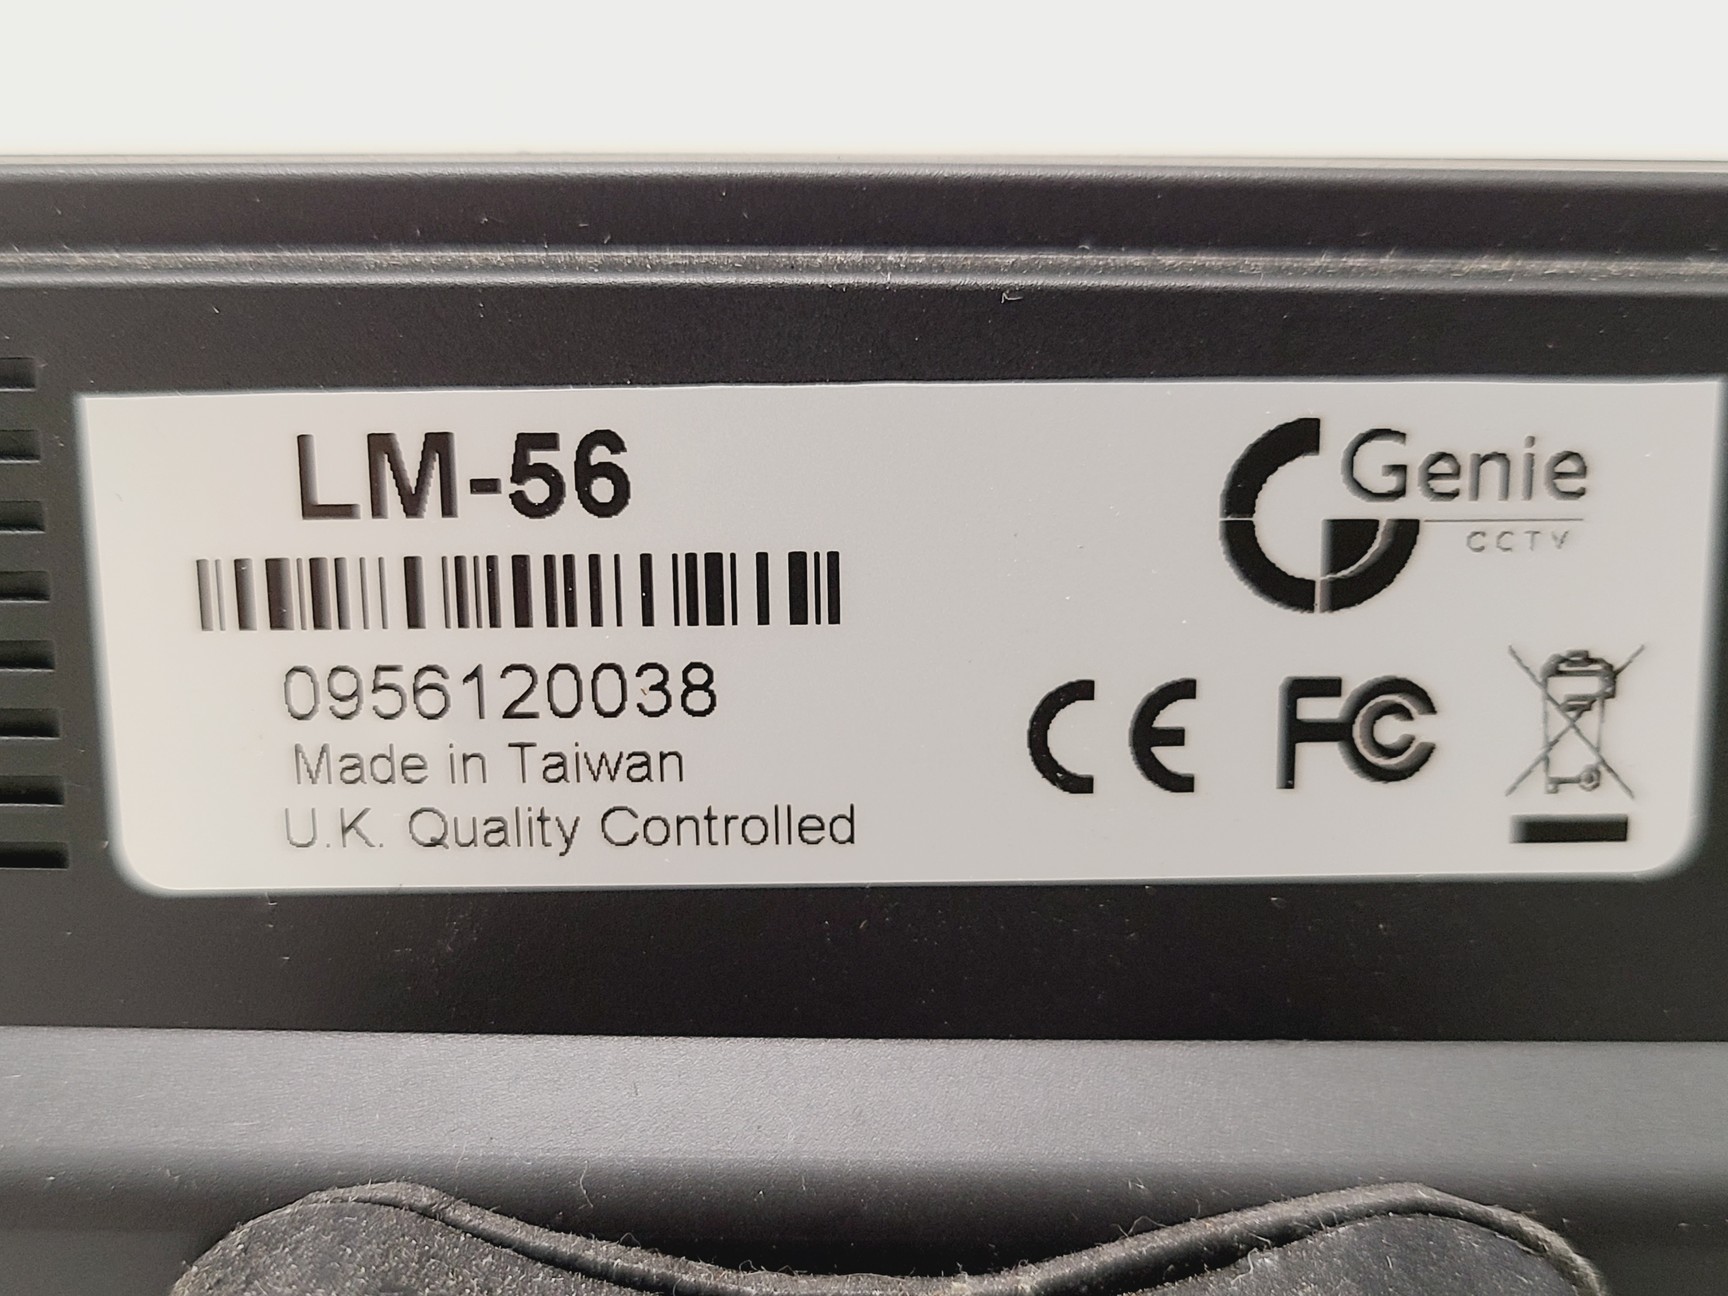 LM-56
Genie
CCTV
0956120038
Made in Taiwan
U.K. Quality Controlled
CE FC